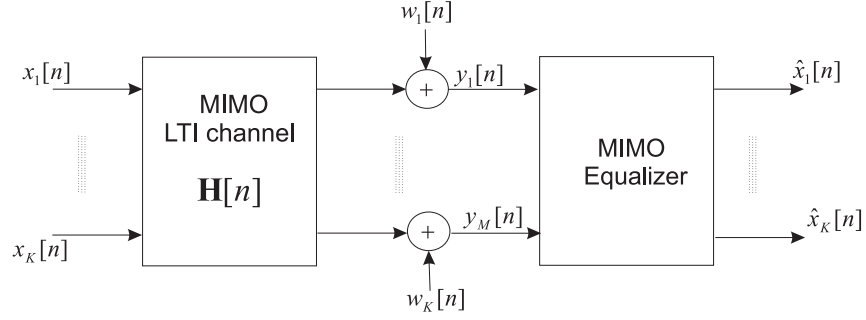 w₁[n]
x₁[n]
MIMO
LTI channel
H[n]
+
y₁[n]
MIMO
Equalizer
x̂₁[n]
x_K[n]
+
y_M[n]
x̂_K[n]
w_K[n]